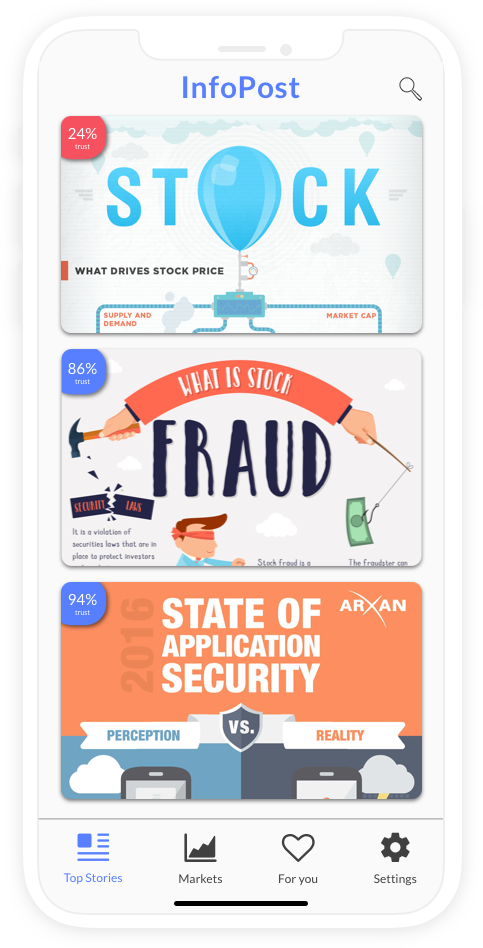 InfoPost
24%
trust
STOCK
WHAT DRIVES STOCK PRICE
SUPPLY AND
DEMAND
MARKET CAP
86%
trust
WHAT IS STOCK
FRAUD
SECURITY LAWS
It is a violation of
securities laws that are in
place to protect investors
Stock fraud is a
The fraudster can
94%
trust
2016
STATE OF
APPLICATION
SECURITY
ARXAN
PERCEPTION
VS.
REALITY
Top Stories
Markets
For you
Settings